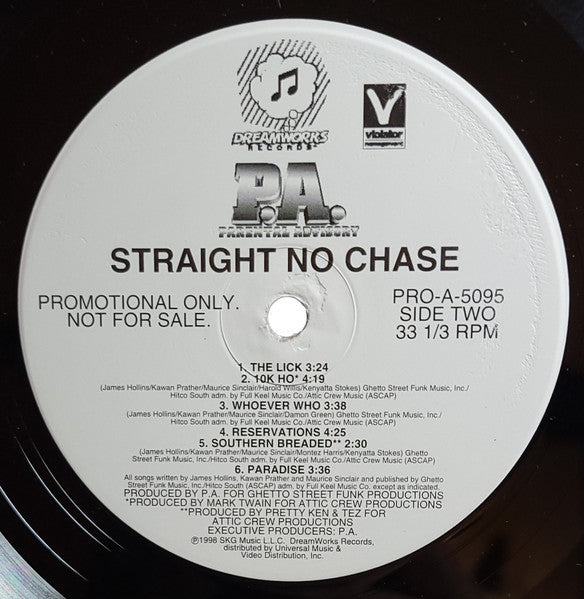 DREAMWORKS
RECORDS
V
violator
management
P.A.
PARENTAL ADVISORY
STRAIGHT NO CHASE
PROMOTIONAL ONLY.
NOT FOR SALE.
PRO-A-5095
SIDE TWO
33 1/3 RPM
1. THE LICK 3:24
2. 10K HO* 4:19
(James Hollins/Kawan Prather/Maurice Sinclair/Harold Willis/Kenyatta Stokes) Ghetto Street Funk Music, Inc./
Hitco South adm. by Full Keel Music Co./Attic Crew Music (ASCAP)
3. WHOEVER WHO 3:38
(James Hollins/Kawan Prather/Maurice Sinclair/Damon Green) Ghetto Street Funk Music, Inc./
Hitco South adm. by Full Keel Music Co./Attic Crew Music (ASCAP)
4. RESERVATIONS 4:25
5. SOUTHERN BREADED** 2:30
(James Hollins/Kawan Prather/Maurice Sinclair/Montez Harris/Kenyatta Stokes) Ghetto
Street Funk Music, Inc./Hitco South adm. by Full Keel Music Co./Attic Crew Music (ASCAP)
6. PARADISE 3:36
All songs written by James Hollins, Kawan Prather and Maurice Sinclair and published by Ghetto
Street Funk Music, Inc./Hitco South (ASCAP) adm. by Full Keel Music Co. except as indicated.
PRODUCED BY P.A. FOR GHETTO STREET FUNK PRODUCTIONS
*PRODUCED BY MARK TWAIN FOR ATTIC CREW PRODUCTIONS
**PRODUCED BY PRETTY KEN & TEZ FOR
ATTIC CREW PRODUCTIONS
EXECUTIVE PRODUCERS: P.A.
℗1998 SKG Music L.L.C. DreamWorks Records,
distributed by Universal Music &
Video Distribution, Inc.